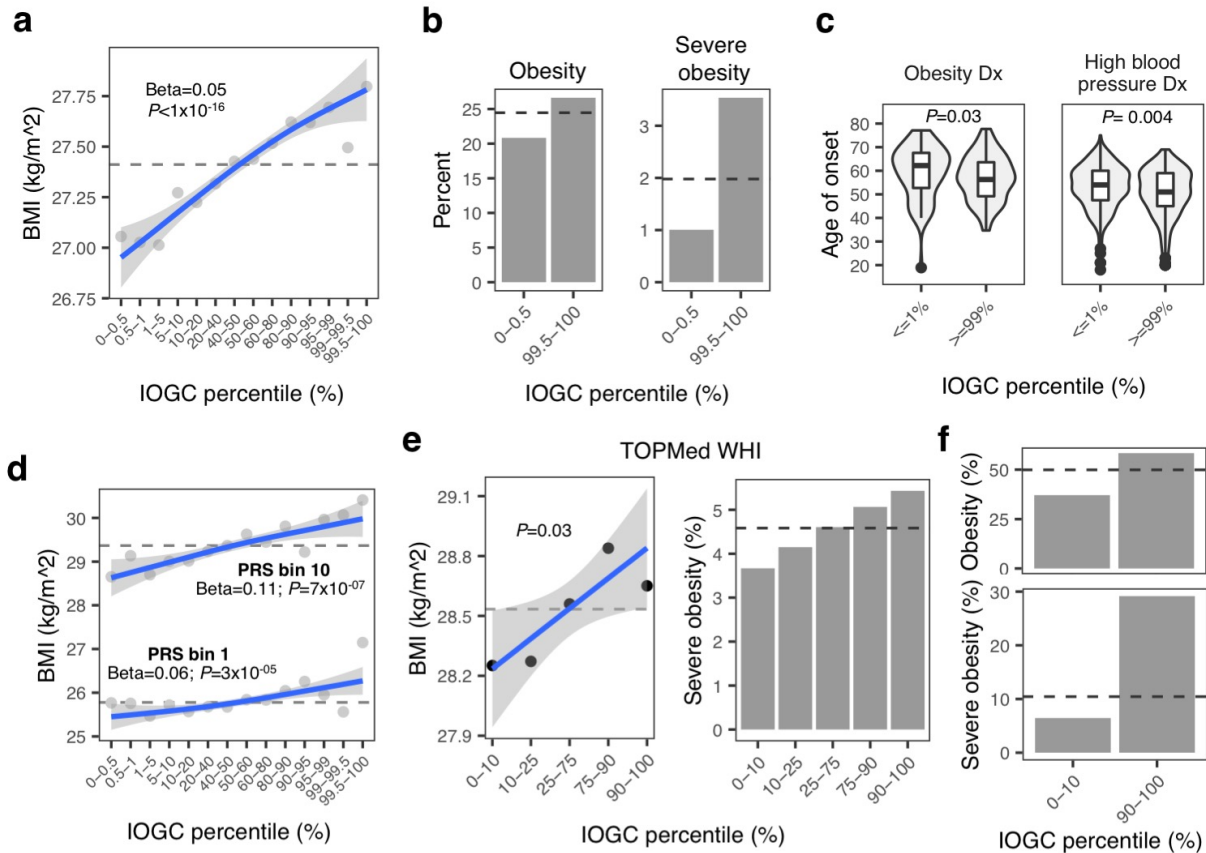 a
Beta=0.05
P<1x10-16
BMI (kg/m^2)
27.75
27.50
27.25
27.00
26.75
0−0.5
0.5−1
1−5
5−10
10−20
20−40
40−50
50−60
60−80
80−90
90−95
95−99
99−99.5
99.5−100
IOGC percentile (%)
b
Obesity
Severe
obesity
Percent
25
20
15
10
5
0
3
2
1
0
0−0.5
99.5−100
0−0.5
99.5−100
IOGC percentile (%)
c
Obesity Dx
High blood
pressure Dx
P=0.03
P= 0.004
Age of onset
80
70
60
50
40
30
20
<=1%
>=99%
<=1%
>=99%
IOGC percentile (%)
d
BMI (kg/m^2)
30
29
28
27
26
25
PRS bin 10
Beta=0.11; P=7x10-07
PRS bin 1
Beta=0.06; P=3x10-05
0−0.5
0.5−1
1−5
5−10
10−20
20−40
40−50
50−60
60−80
80−90
90−95
95−99
99−99.5
99.5−100
IOGC percentile (%)
e
TOPMed WHI
P=0.03
BMI (kg/m^2)
29.1
28.8
28.5
28.2
27.9
0−10
10−25
25−75
75−90
90−100
Severe obesity (%)
5
4
3
2
1
0
0−10
10−25
25−75
75−90
90−100
IOGC percentile (%)
f
Obesity (%)
50
25
0
Severe obesity (%)
30
20
10
0
0−10
90−100
IOGC percentile (%)